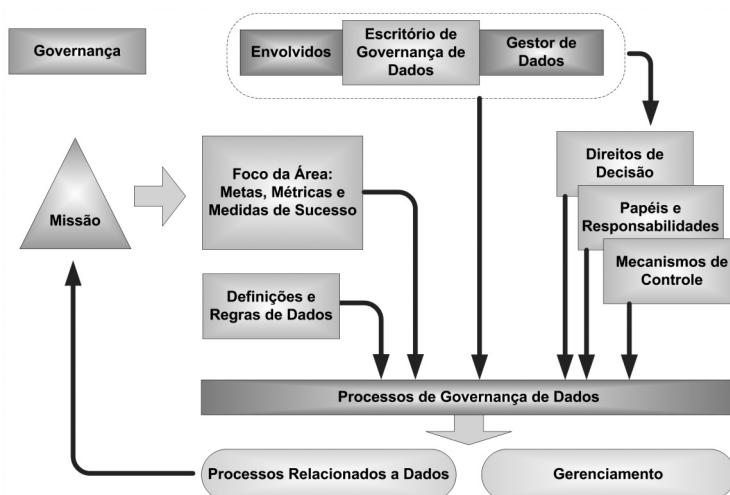 Governança
Envolvidos
Escritório de
Governança de
Dados
Gestor de
Dados
Missão
Foco da Área:
Metas, Métricas e
Medidas de Sucesso
Direitos de
Decisão
Papéis e
Responsabilidades
Mecanismos de
Controle
Definições e
Regras de Dados
Processos de Governança de Dados
Processos Relacionados a Dados
Gerenciamento